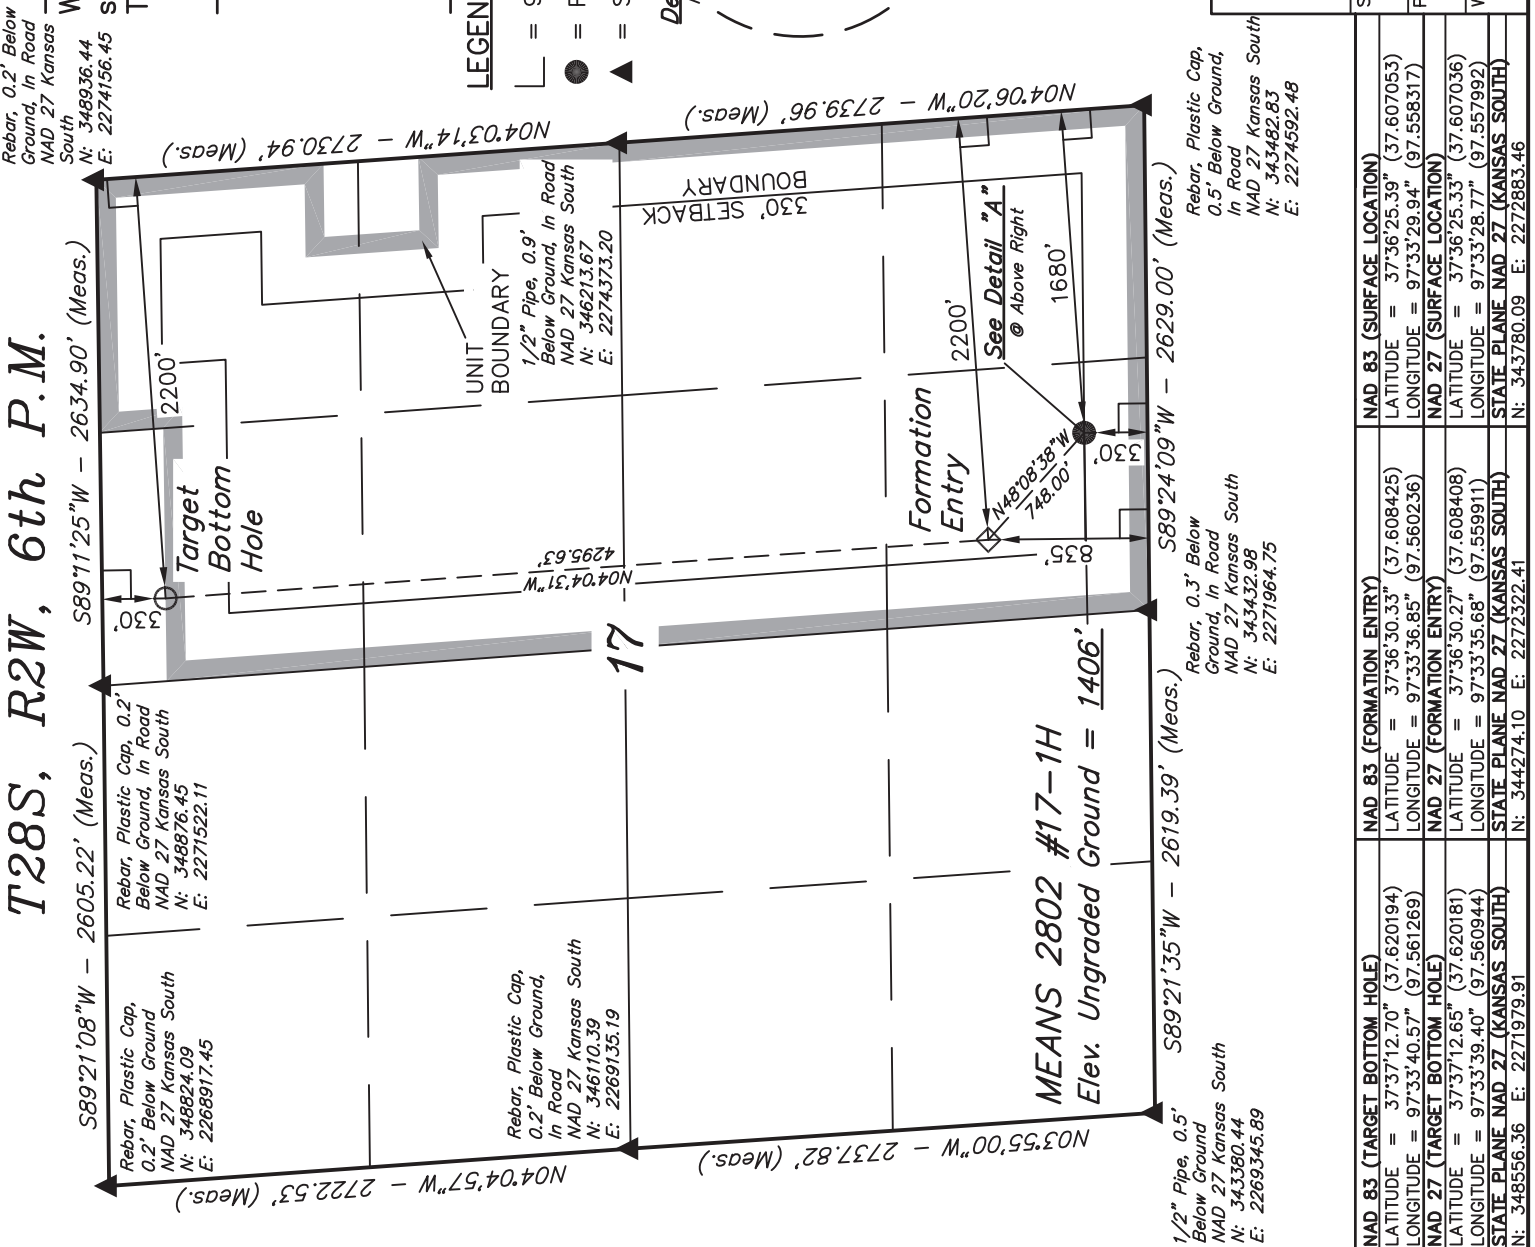 T28S, R2W, 6th P.M.
S89°21'08"W - 2605.22' (Meas.)
S89°11'25"W - 2634.90' (Meas.)
Rebar, Plastic Cap,
0.2' Below Ground
NAD 27 Kansas South
N: 348824.09
E: 2268917.45
Rebar, Plastic Cap, 0.2'
Below Ground, In Road
NAD 27 Kansas South
N: 348876.45
E: 2271522.11
Rebar, 0.2' Below
Ground, In Road
NAD 27 Kansas
South
N: 348936.44
E: 2274156.45
330'
2200'
Target
Bottom
Hole
N04°04'57"W - 2722.53' (Meas.)
N04°03'14"W - 2730.94' (Meas.)
UNIT
BOUNDARY
LEGEN
= S
= S
Rebar, Plastic Cap,
0.2' Below Ground,
In Road
NAD 27 Kansas South
N: 346110.39
E: 2269135.19
17
N04°04'31"W
4295.63'
1/2" Pipe, 0.9'
Below Ground, In Road
NAD 27 Kansas South
N: 346213.67
E: 2274373.20
330' SETBACK
BOUNDARY
N03°55'00"W - 2737.82' (Meas.)
N04°06'20"W - 2739.96' (Meas.)
Formation
Entry
2200'
See Detail "A"
@ Above Right
N48°08'38"W
748.00'
1680'
835'
330'
MEANS 2802 #17-1H
Elev. Ungraded Ground = 1406'
S89°21'35"W - 2619.39' (Meas.)
S89°24'09"W - 2629.00' (Meas.)
1/2" Pipe, 0.5'
Below Ground
NAD 27 Kansas South
N: 343380.44
E: 2269345.89
Rebar, 0.3' Below
Ground, In Road
NAD 27 Kansas South
N: 343432.98
E: 2271964.75
Rebar, Plastic Cap,
0.5' Below Ground,
In Road
NAD 27 Kansas South
N: 343482.83
E: 2274592.48
NAD 83 (TARGET BOTTOM HOLE)
LATITUDE = 37°37'12.70" (37.620194)
LONGITUDE = 97°33'40.57" (97.561269)
NAD 27 (TARGET BOTTOM HOLE)
LATITUDE = 37°37'12.65" (37.620181)
LONGITUDE = 97°33'39.40" (97.560944)
STATE PLANE NAD 27 (KANSAS SOUTH)
N: 348556.36 E: 2271979.91
NAD 83 (FORMATION ENTRY)
LATITUDE = 37°36'30.33" (37.608425)
LONGITUDE = 97°33'36.85" (97.560236)
NAD 27 (FORMATION ENTRY)
LATITUDE = 37°36'30.27" (37.608408)
LONGITUDE = 97°33'35.68" (97.559911)
STATE PLANE NAD 27 (KANSAS SOUTH)
N: 344274.10 E: 2272322.41
NAD 83 (SURFACE LOCATION)
LATITUDE = 37°36'25.39" (37.607053)
LONGITUDE = 97°33'29.94" (97.558317)
NAD 27 (SURFACE LOCATION)
LATITUDE = 37°36'25.33" (37.607036)
LONGITUDE = 97°33'28.77" (97.557992)
STATE PLANE NAD 27 (KANSAS SOUTH)
N: 343780.09 E: 2272883.46